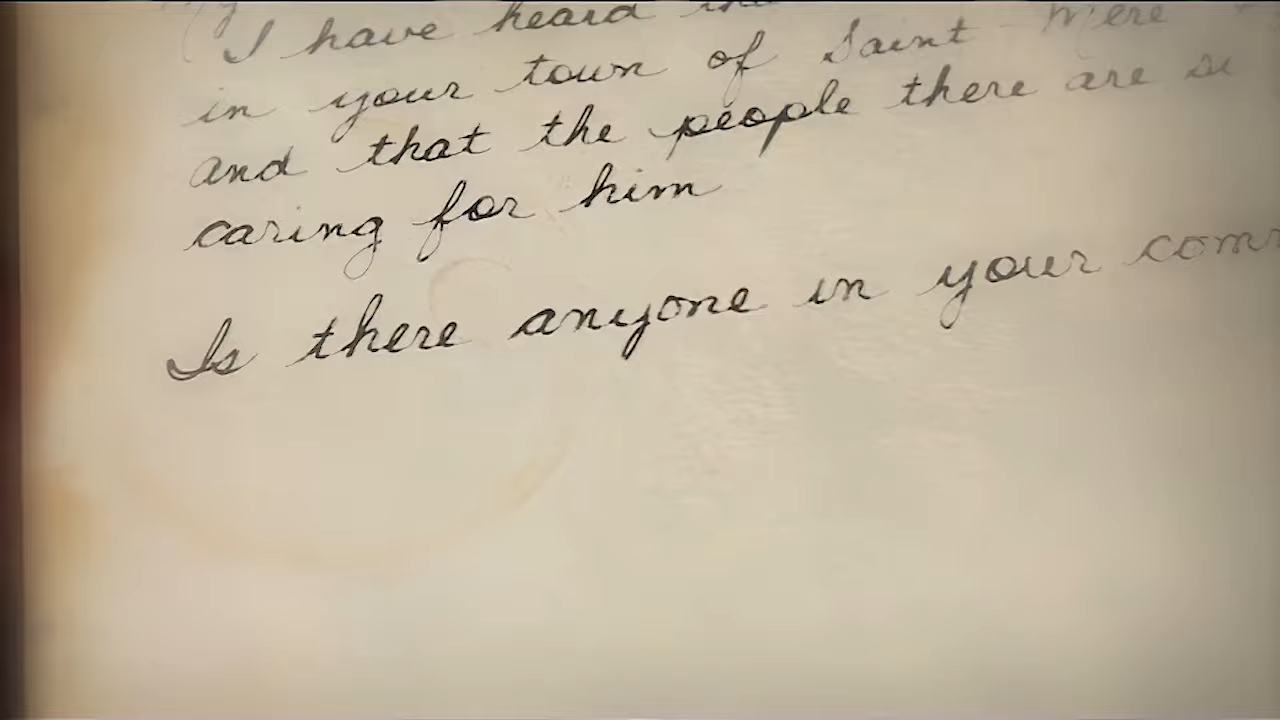 I have heard
in your town of Saint Mere
and that the people there are
caring for him
Is there anyone in your